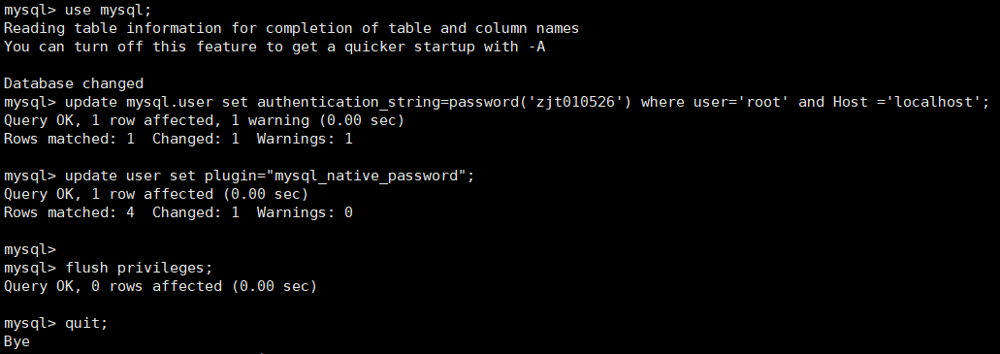 mysql> use mysql;
Reading table information for completion of table and column names
You can turn off this feature to get a quicker startup with -A
Database changed
mysql> update mysql.user set authentication_string=password('zjt010526') where user='root' and Host ='localhost';
Query OK, 1 row affected, 1 warning (0.00 sec)
Rows matched: 1  Changed: 1  Warnings: 1
mysql> update user set plugin="mysql_native_password";
Query OK, 1 row affected (0.00 sec)
Rows matched: 4  Changed: 1  Warnings: 0
mysql>
mysql> flush privileges;
Query OK, 0 rows affected (0.00 sec)
mysql> quit;
Bye